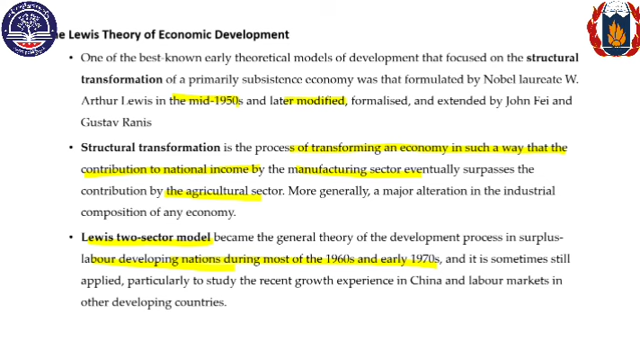 he Lewis Theory of Economic Development
• One of the best-known early theoretical models of development that focused on the structural
transformation of a primarily subsistence economy was that formulated by Nobel laureate W.
Arthur Lewis in the mid-1950s and later modified, formalised, and extended by John Fei and
Gustav Ranis
• Structural transformation is the process of transforming an economy in such a way that the
contribution to national income by the manufacturing sector eventually surpasses the
contribution by the agricultural sector. More generally, a major alteration in the industrial
composition of any economy.
• Lewis two-sector model became the general theory of the development process in surplus-
labour developing nations during most of the 1960s and early 1970s, and it is sometimes still
applied, particularly to study the recent growth experience in China and labour markets in
other developing countries.